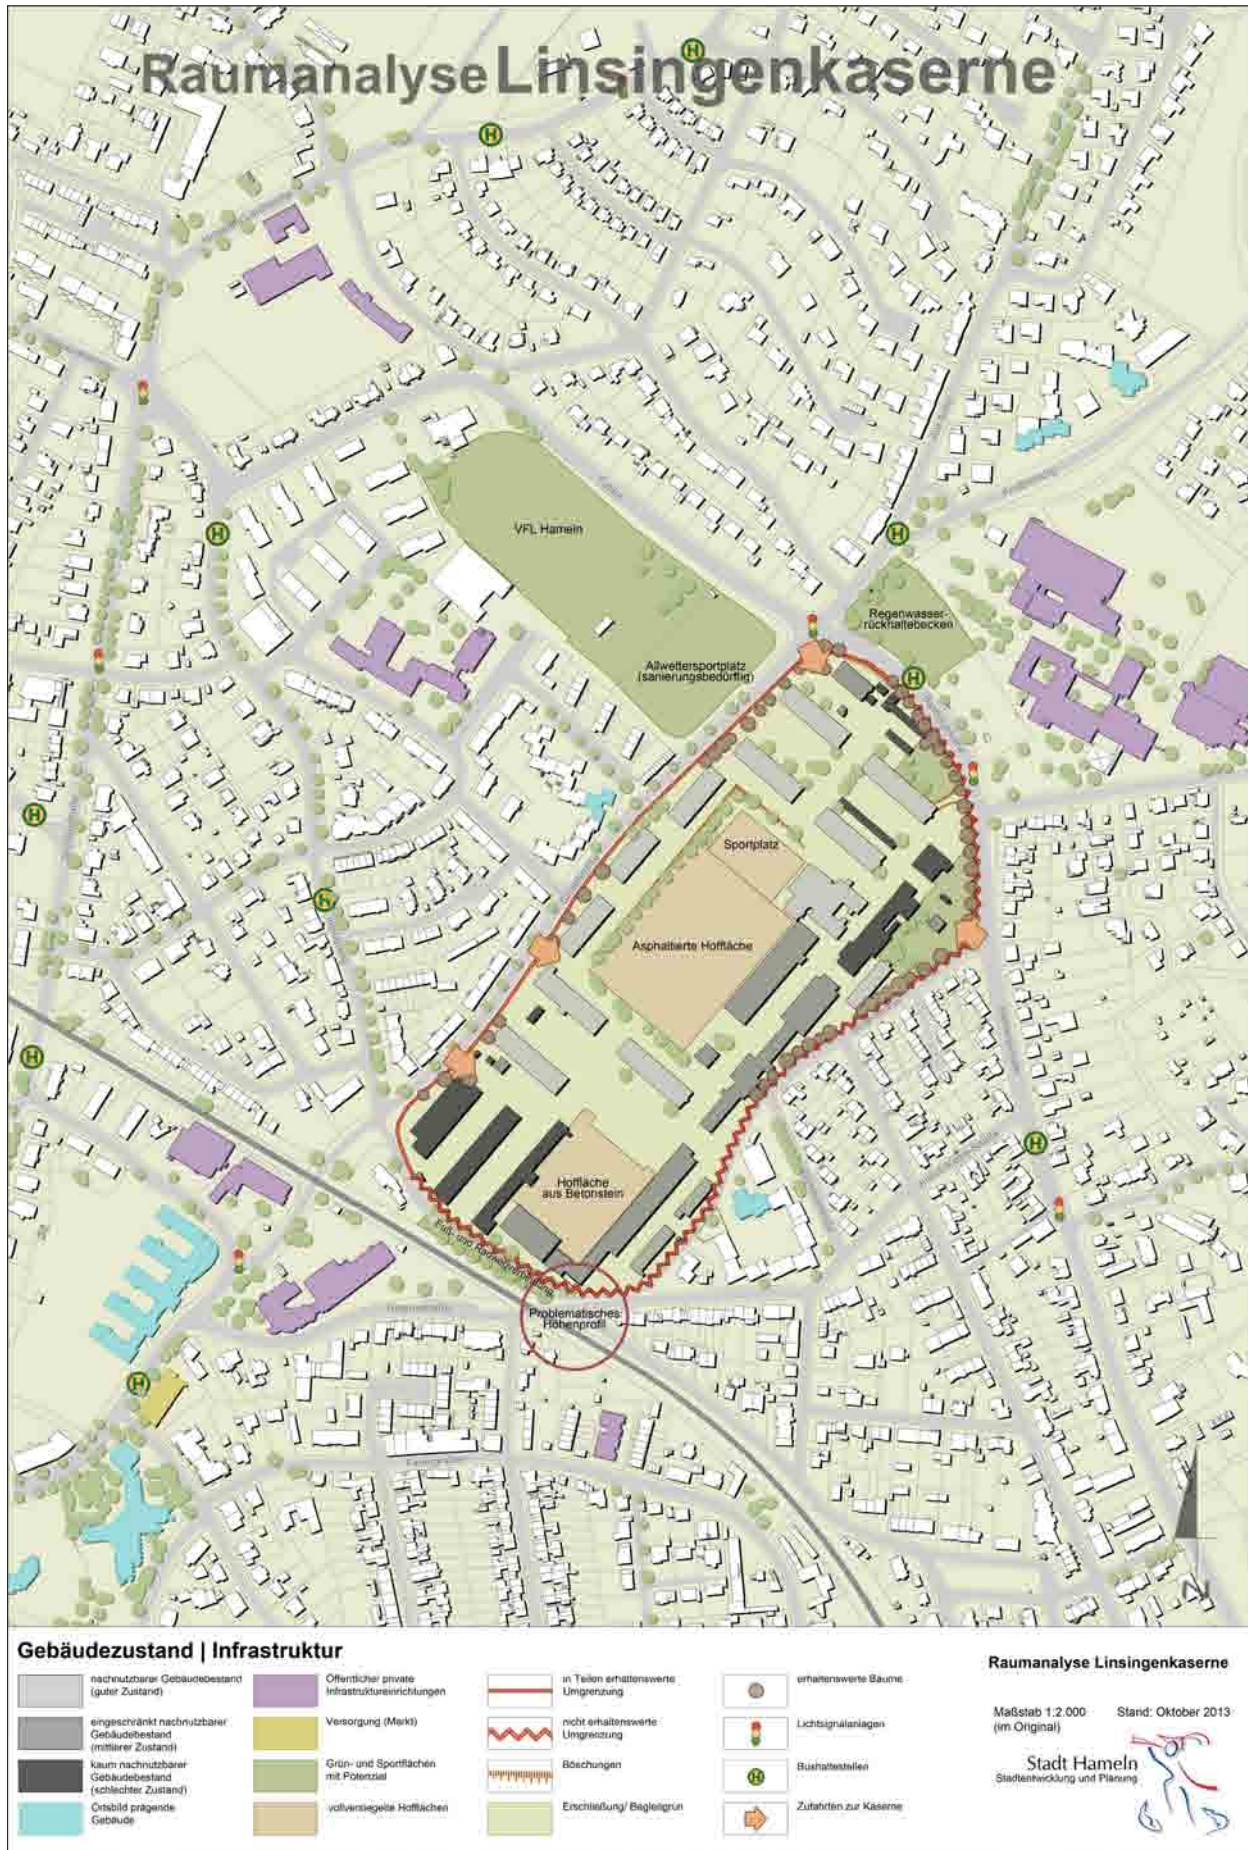 Raumanalyse Linsingenkaserne
VFL Hameln
Regenwasser-
rückhaltebecken
Allwettersportplatz
(sanierungsbedürftig)
Sportplatz
Asphaltierte Hoffläche
Hoffläche
aus Betonstein
Fuß- und
Problematisches
Höhenprofil
Gebäudezustand | Infrastruktur
nachnutzbarer Gebäudebestand
(guter Zustand)
eingeschränkt nachnutzbarer
Gebäudebestand
(mittlerer Zustand)
kaum nachnutzbarer
Gebäudebestand
(schlechter Zustand)
Ortsbild prägende
Gebäude
Öffentlicher private
Infrastruktureinrichtungen
Versorgung (Markt)
Grün- und Sportflächen
mit Potenzial
vollversiegelte Hofflächen
in Teilen erhaltenswerte
Umgrenzung
nicht erhaltenswerte
Umgrenzung
Böschungen
Erschließung/ Begleitgrün
erhaltenswerte Bäume
Lichtsignalanlagen
H
Bushaltestellen
Zufahrten zur Kaserne
Raumanalyse Linsingenkaserne
Maßstab 1:2.000
(im Original)
Stand: Oktober 2013
Stadt Hameln
Stadtentwicklung und Planung